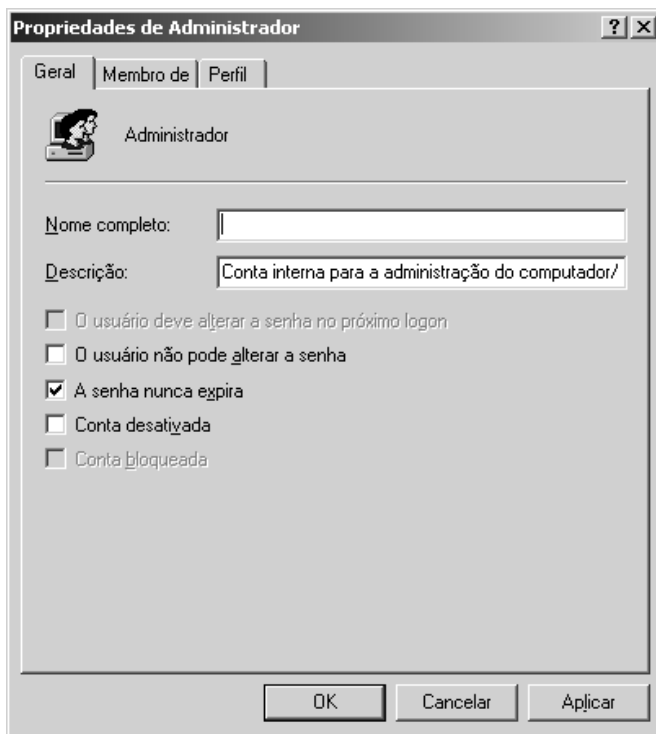 Propriedades de Administrador
Geral Membro de Perfil
Administrador
Nome completo:
Descrição: Conta interna para a administração do computador/
O usuário deve alterar a senha no próximo logon
O usuário não pode alterar a senha
A senha nunca expira
Conta desativada
Conta bloqueada
OK Cancelar Aplicar